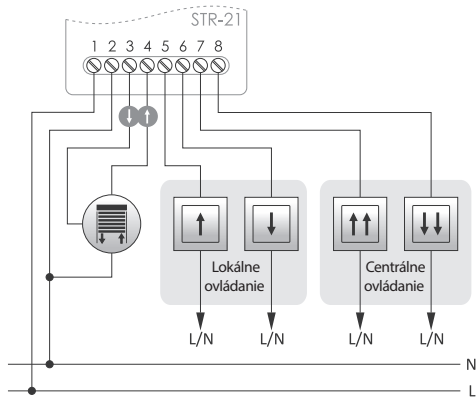 STR-21
1 2 3 4 5 6 7 8
Lokálne
ovládanie
Centrálne
ovládanie
L/N L/N L/N L/N
N
L